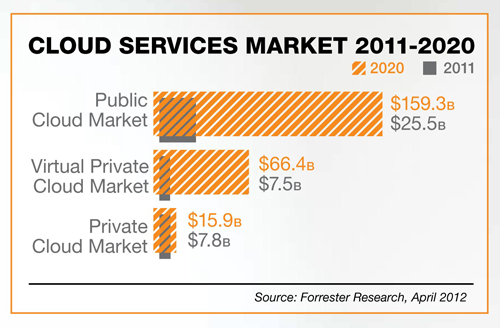 CLOUD SERVICES MARKET 2011-2020
2020 2011
Public
Cloud Market
$159.3B
$25.5B
Virtual Private
Cloud Market
$66.4B
$7.5B
Private
Cloud Market
$15.9B
$7.8B
Source: Forrester Research, April 2012